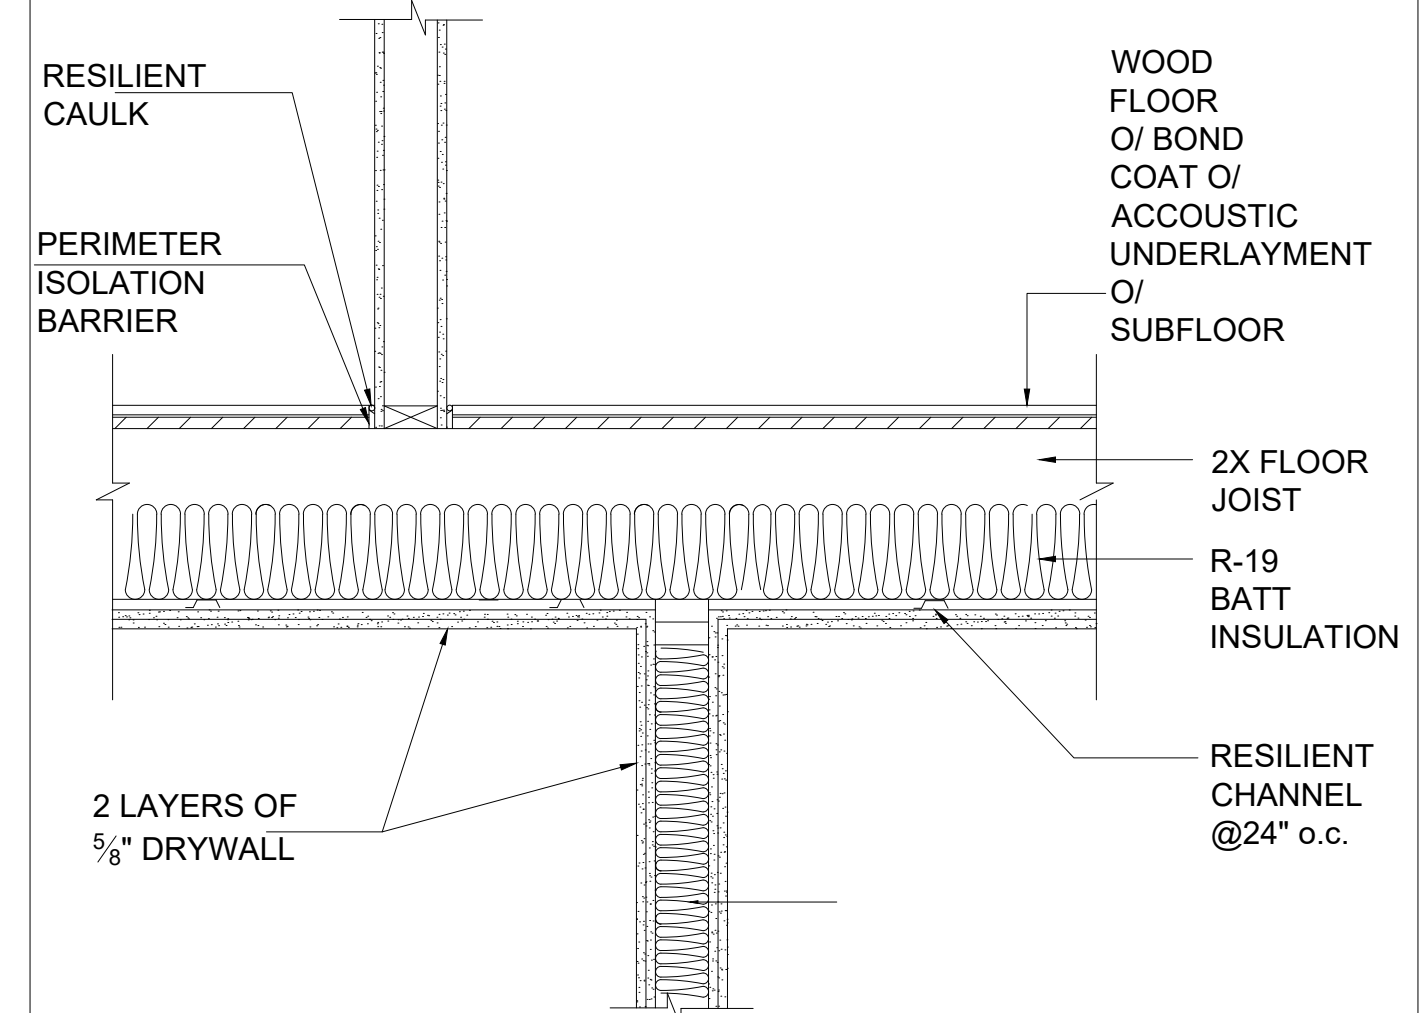 RESILIENT
CAULK
PERIMETER
ISOLATION
BARRIER
2 LAYERS OF
⅝" DRYWALL
WOOD
FLOOR
O/ BOND
COAT O/
ACCOUSTIC
UNDERLAYMENT
O/
SUBFLOOR
2X FLOOR
JOIST
R-19
BATT
INSULATION
RESILIENT
CHANNEL
@24" o.c.